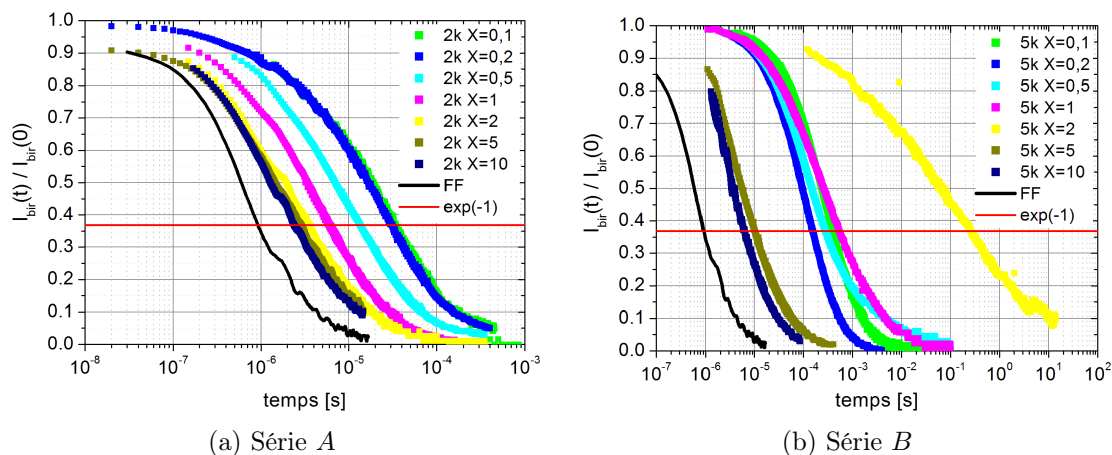 I_bir(t) / I_bir(0)
1.0
0.9
0.8
0.7
0.6
0.5
0.4
0.3
0.2
0.1
0.0
10^-8 10^-7 10^-6 10^-5 10^-4 10^-3
temps [s]
2k X=0,1
2k X=0,2
2k X=0,5
2k X=1
2k X=2
2k X=5
2k X=10
FF
exp(-1)
(a) Série A
I_bir(t) / I_bir(0)
1.0
0.9
0.8
0.7
0.6
0.5
0.4
0.3
0.2
0.1
0.0
10^-7 10^-6 10^-5 10^-4 10^-3 10^-2 10^-1 10^0 10^1 10^2
temps [s]
5k X=0,1
5k X=0,2
5k X=0,5
5k X=1
5k X=2
5k X=5
5k X=10
FF
exp(-1)
(b) Série B